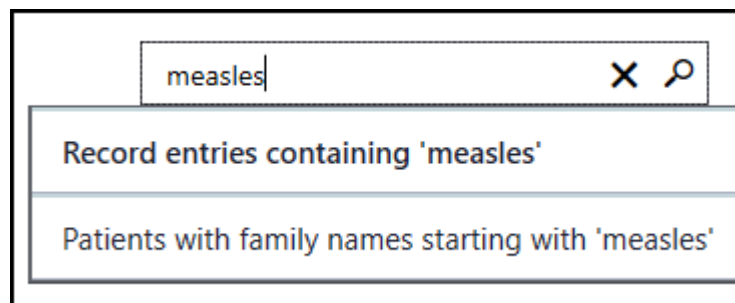 measles
Record entries containing 'measles'
Patients with family names starting with 'measles'